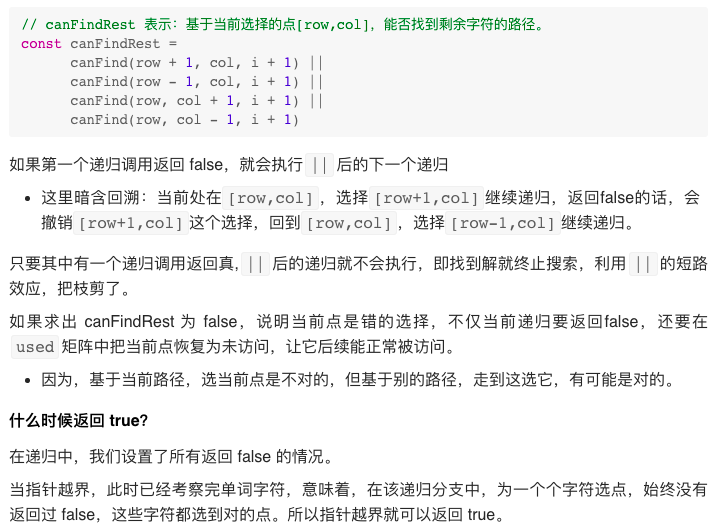 // canFindRest 表示：基于当前选择的点[row,col]，能否找到剩余字符的路径。
const canFindRest =
canFind(row + 1, col, i + 1) ||
canFind(row - 1, col, i + 1) ||
canFind(row, col + 1, i + 1) ||
canFind(row, col - 1, i + 1)
如果第一个递归调用返回 false，就会执行 || 后的下一个递归
• 这里暗含回溯：当前处在 [row,col] ，选择 [row+1,col] 继续递归，返回false的话，会
撤销 [row+1,col] 这个选择，回到 [row,col] ，选择 [row-1,col] 继续递归。
只要其中有一个递归调用返回真, || 后的递归就不会执行，即找到解就终止搜索，利用 || 的短路
效应，把枝剪了。
如果求出 canFindRest 为 false，说明当前点是错的选择，不仅当前递归要返回false，还要在
used 矩阵中把当前点恢复为未访问，让它后续能正常被访问。
• 因为，基于当前路径，选当前点是不对的，但基于别的路径，走到这选它，有可能是对的。
什么时候返回 true?
在递归中，我们设置了所有返回 false 的情况。
当指针越界，此时已经考察完单词字符，意味着，在该递归分支中，为一个个字符选点，始终没有
返回过 false，这些字符都选到对的点。所以指针越界就可以返回 true。